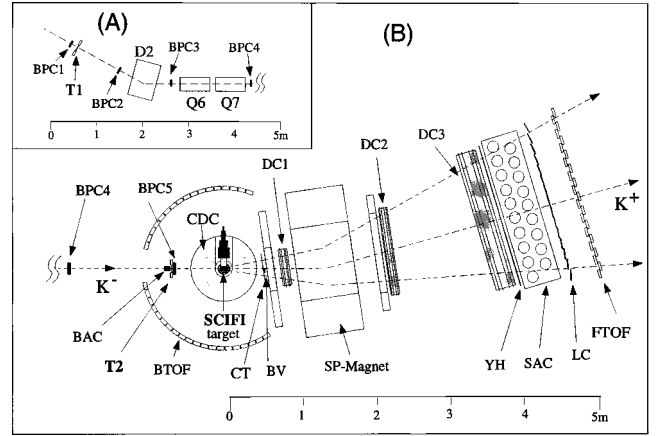 (A)
BPC1
T1
BPC2
D2
BPC3
Q6
Q7
BPC4
0 1 2 3 4 5m
(B)
BPC4
K-
BPC5
BAC
T2
BTOF
CDC
SCIFI
target
CT
BV
DC1
SP-Magnet
DC2
DC3
YH
SAC
LC
FTOF
K+
0 1 2 3 4 5m